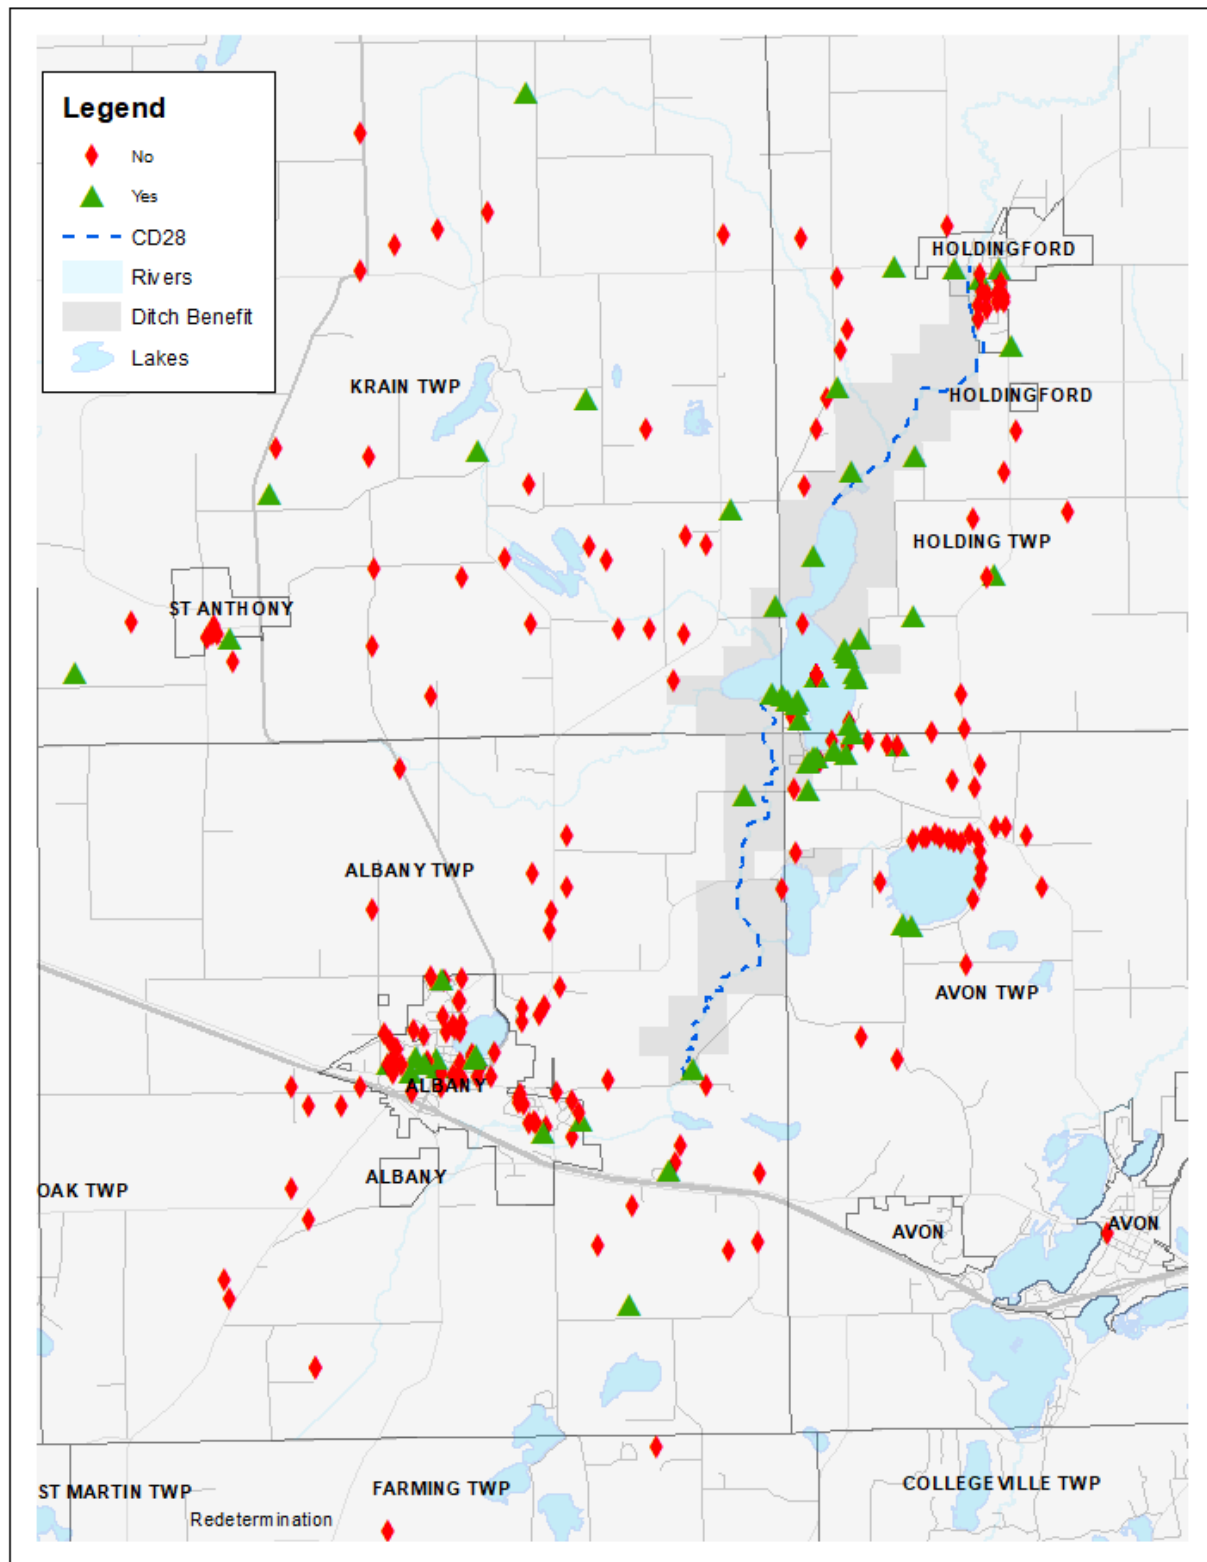 Legend
No
Yes
CD28
Rivers
Ditch Benefit
Lakes
HOLDINGFORD
KRAIN TWP
HOLDINGFORD
HOLDING TWP
ST ANTHONY
ALBANY TWP
AVON TWP
ALBANY
ALBANY
OAK TWP
AVON
AVON
COLLEGEVILLE TWP
FARMING TWP
ST MARTIN TWP
Redetermination